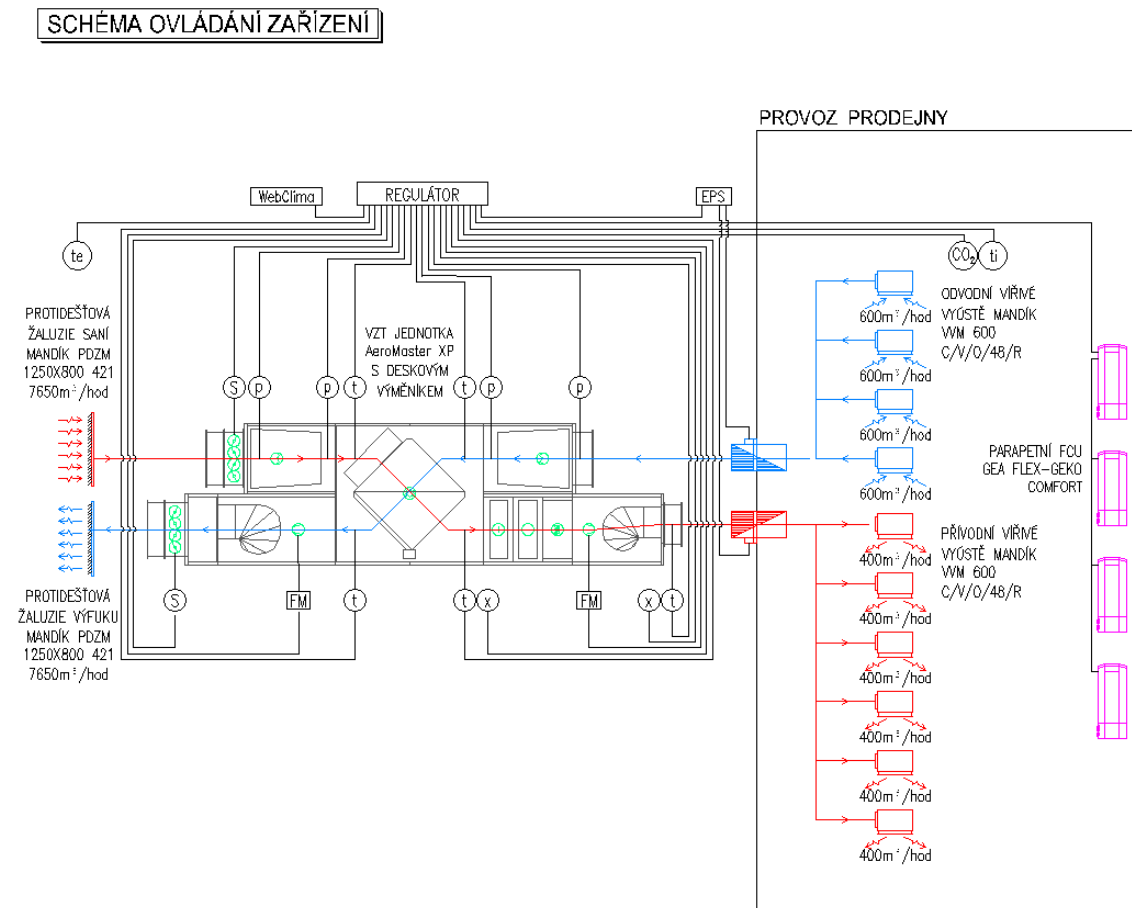 SCHÉMA OVLÁDÁNÍ ZAŘÍZENÍ
PROVOZ PRODEJNY
WebClima
REGULÁTOR
EPS
te
CO₂
ti
PROTIDEŠŤOVÁ
ŽALUZIE SANÍ
MANDÍK PDZM
1250X800 421
7650m³/hod
VZT JEDNOTKA
AeroMaster XP
S DESKOVÝM
VÝMĚNÍKEM
S
p
p
t
t
p
p
600m³/hod
600m³/hod
600m³/hod
600m³/hod
ODVODNÍ VÍŘIVÉ
VYÚSTĚ MANDÍK
VVM 600
C/V/O/48/R
PARAPETNÍ FCU
GEA FLEX-GEKO
COMFORT
PROTIDEŠŤOVÁ
ŽALUZIE VÝFUKU
MANDÍK PDZM
1250X800 421
7650m³/hod
S
FM
t
t
x
FM
x
t
400m³/hod
400m³/hod
400m³/hod
400m³/hod
400m³/hod
400m³/hod
PŘÍVODNÍ VÍŘIVÉ
VYÚSTĚ MANDÍK
VVM 600
C/V/O/48/R